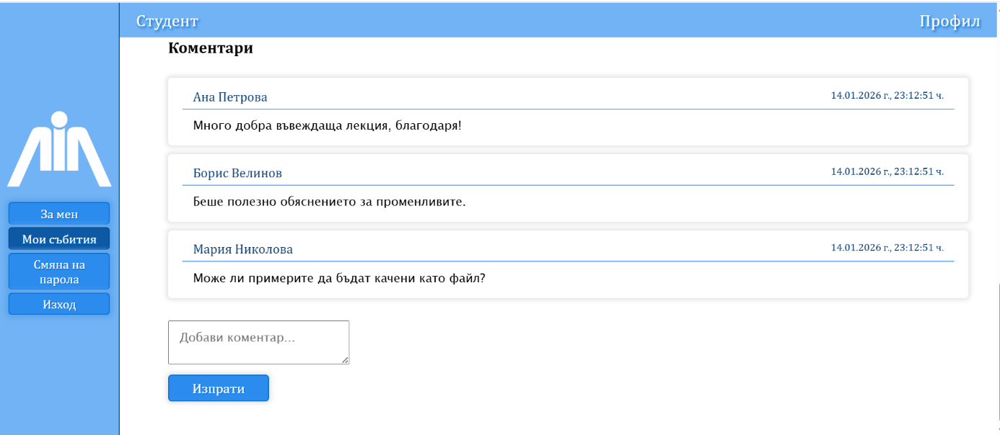 Студент
Профил
За мен
Мои събития
Смяна на
парола
Изход
Коментари
Ана Петрова
14.01.2026 г., 23:12:51 ч.
Много добра въвеждаща лекция, благодаря!
Борис Велинов
14.01.2026 г., 23:12:51 ч.
Беше полезно обяснението за променливите.
Мария Николова
14.01.2026 г., 23:12:51 ч.
Може ли примерите да бъдат качени като файл?
Добави коментар...
Изпрати